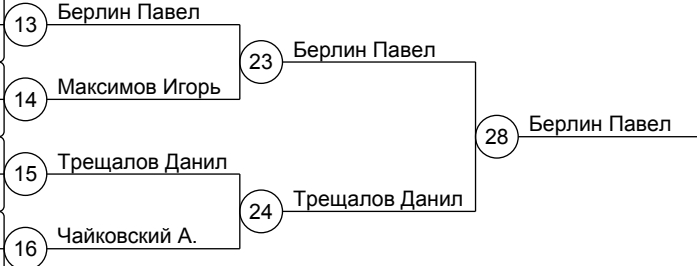 13 Берлин Павел
23 Берлин Павел
14 Максимов Игорь
28 Берлин Павел
15 Трещалов Данил
24 Трещалов Данил
16 Чайковский А.